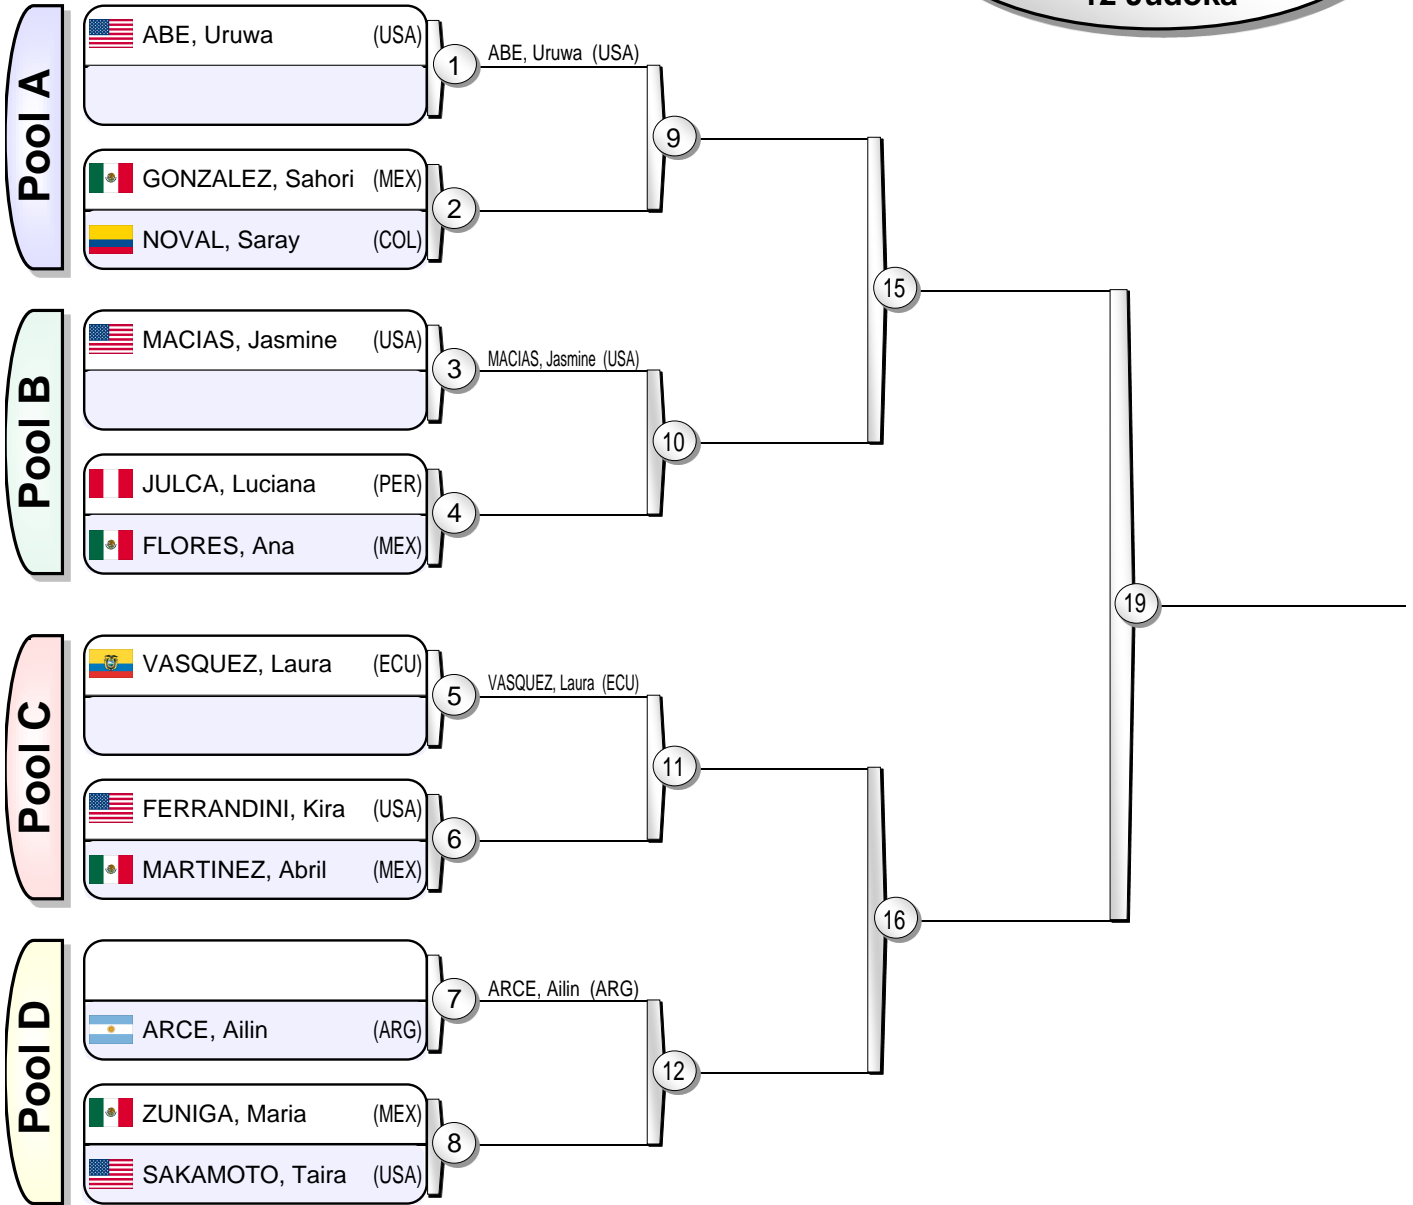 12 Judoka
Pool A
ABE, Uruwa (USA)
1
ABE, Uruwa (USA)
GONZALEZ, Sahori (MEX)
2
NOVAL, Saray (COL)
9
Pool B
MACIAS, Jasmine (USA)
3
MACIAS, Jasmine (USA)
JULCA, Luciana (PER)
4
FLORES, Ana (MEX)
10
15
Pool C
VASQUEZ, Laura (ECU)
5
VASQUEZ, Laura (ECU)
FERRANDINI, Kira (USA)
6
MARTINEZ, Abril (MEX)
11
Pool D
7
ARCE, Ailin (ARG)
ARCE, Ailin (ARG)
ZUNIGA, Maria (MEX)
8
SAKAMOTO, Taira (USA)
12
16
19